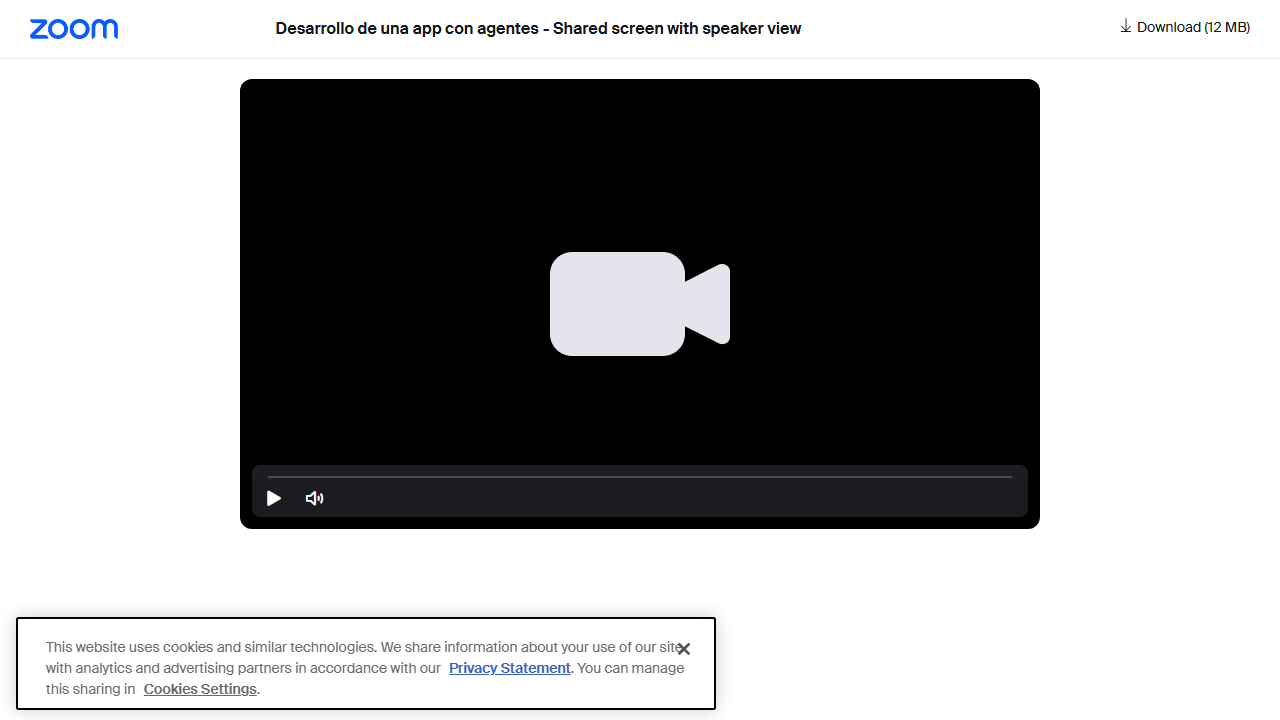 zoom
Desarrollo de una app con agentes - Shared screen with speaker view
Download (12 MB)
This website uses cookies and similar technologies. We share information about your use of our site
with analytics and advertising partners in accordance with our Privacy Statement. You can manage
this sharing in Cookies Settings.